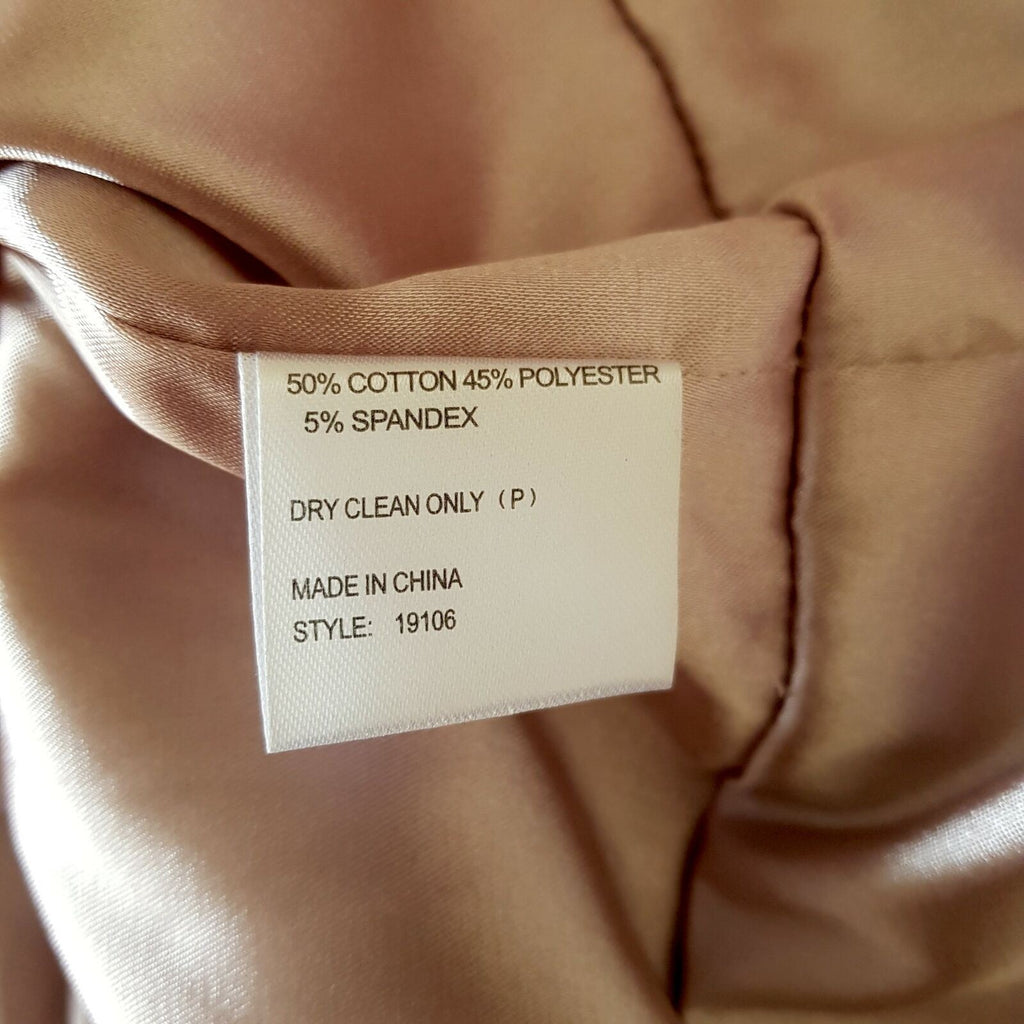 50% COTTON 45% POLYESTER
5% SPANDEX
DRY CLEAN ONLY (P)
MADE IN CHINA
STYLE: 19106